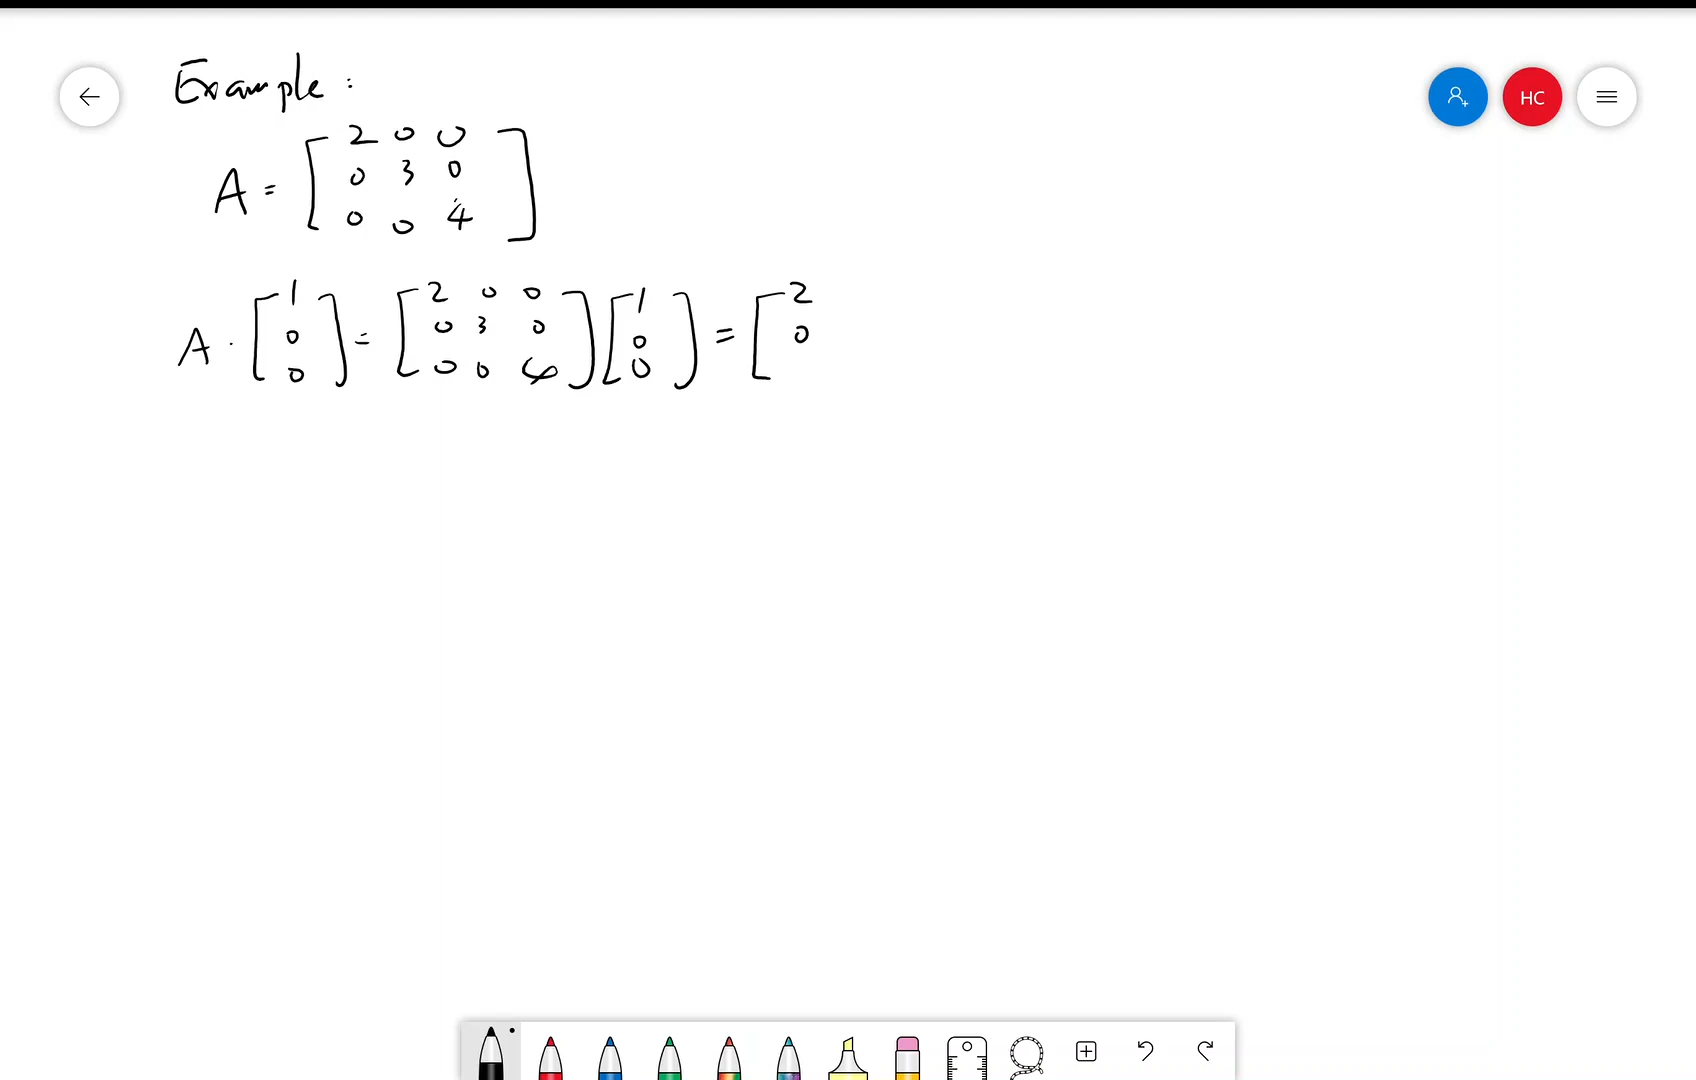 Example :
HC
2 0 0
A = [ 0 3 0 ]
0 0 4
1 2 0 0 1 2
A · [ 0 ] = [ 0 3 0 ] [ 0 ] = [ 0
0 0 0 4 0